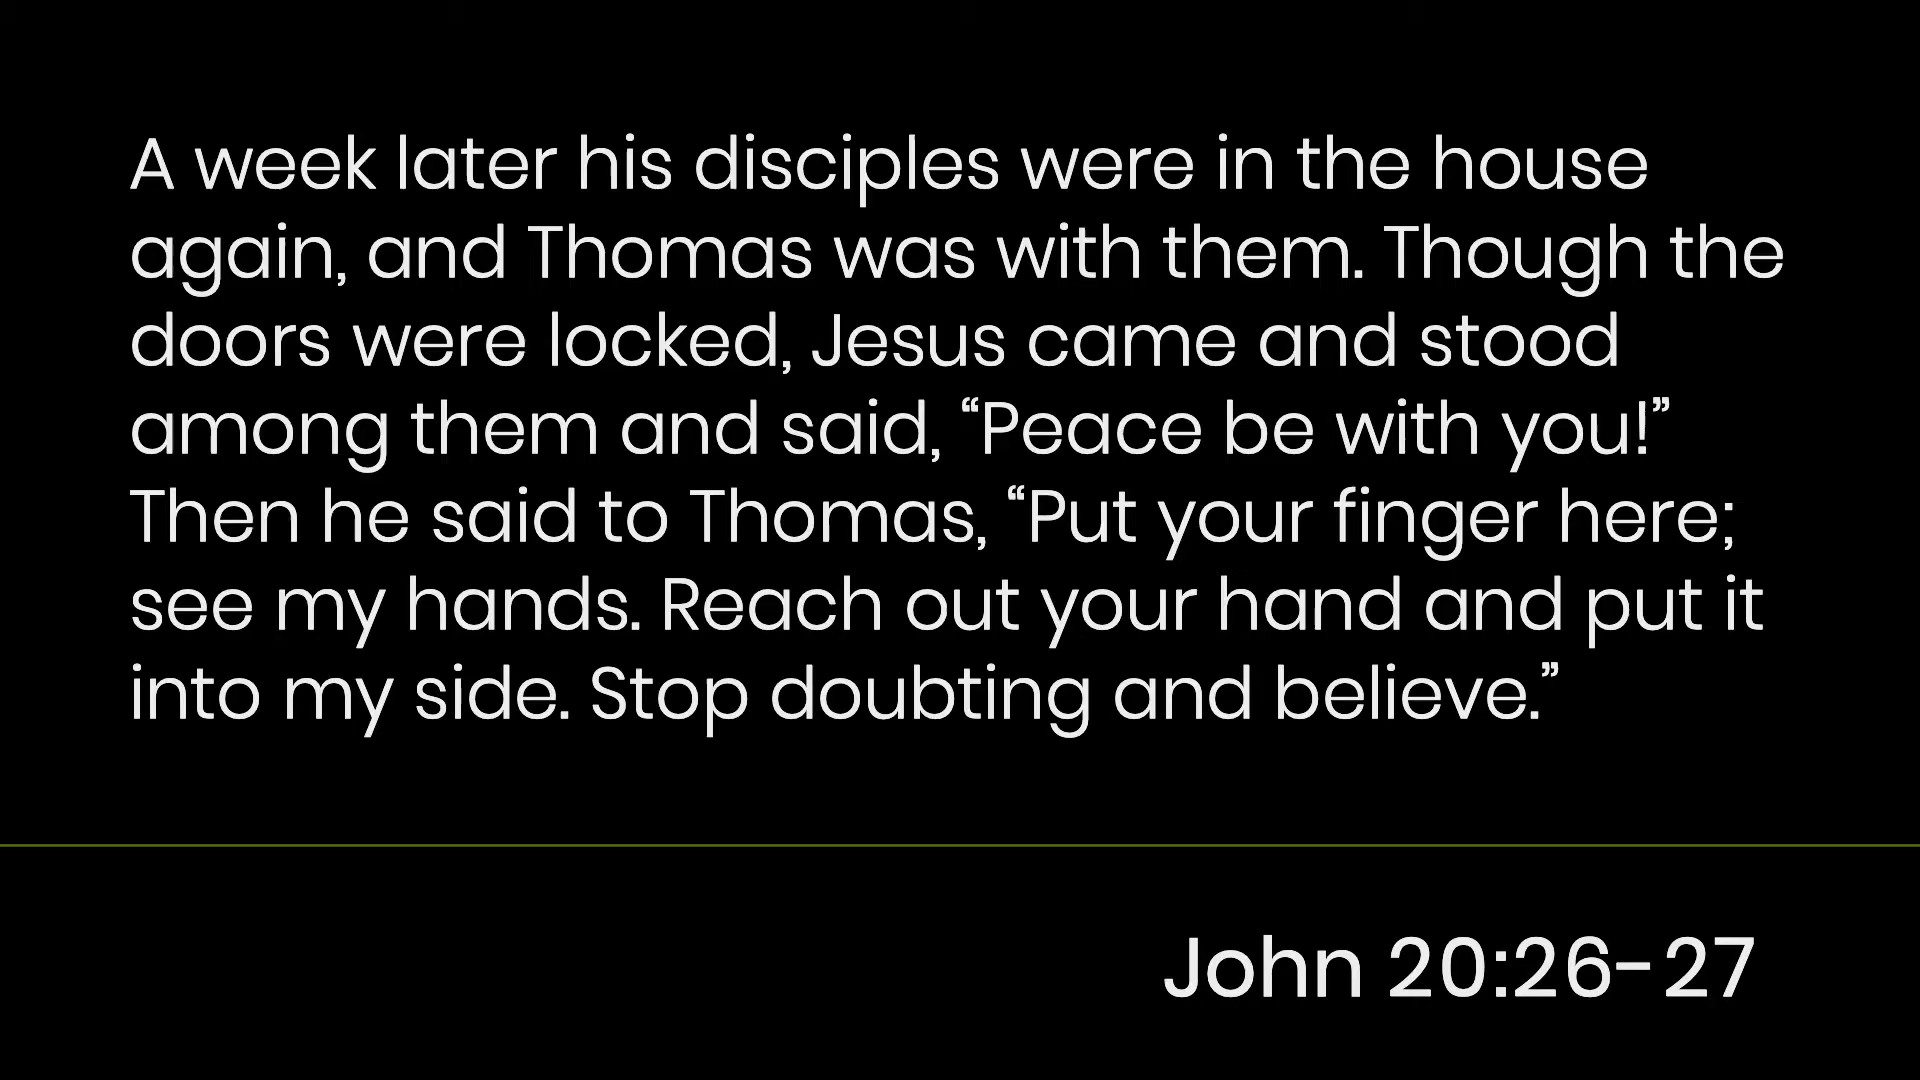 A week later his disciples were in the house
again, and Thomas was with them. Though the
doors were locked, Jesus came and stood
among them and said, “Peace be with you!”
Then he said to Thomas, “Put your finger here;
see my hands. Reach out your hand and put it
into my side. Stop doubting and believe.”
John 20:26-27